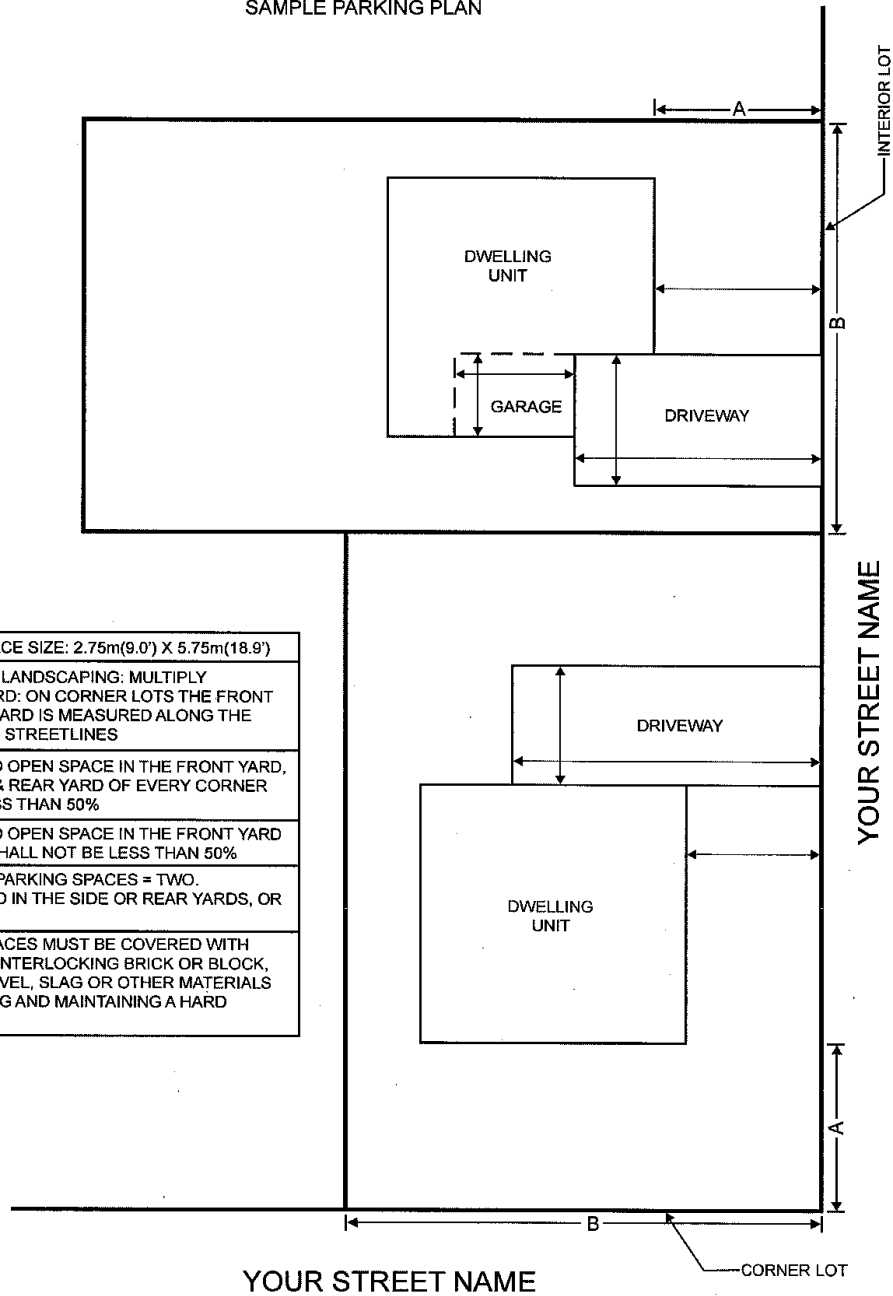 SAMPLE PARKING PLAN
A
INTERIOR LOT
DWELLING
UNIT
B
GARAGE
DRIVEWAY
YOUR STREET NAME
CE SIZE: 2.75m(9.0') X 5.75m(18.9')
LANDSCAPING: MULTIPLY
RD: ON CORNER LOTS THE FRONT
ARD IS MEASURED ALONG THE
STREETLINES
OPEN SPACE IN THE FRONT YARD,
& REAR YARD OF EVERY CORNER
SS THAN 50%
OPEN SPACE IN THE FRONT YARD
HALL NOT BE LESS THAN 50%
PARKING SPACES = TWO.
D IN THE SIDE OR REAR YARDS, OR
ACES MUST BE COVERED WITH
NTERLOCKING BRICK OR BLOCK,
VEL, SLAG OR OTHER MATERIALS
G AND MAINTAINING A HARD
DRIVEWAY
DWELLING
UNIT
A
B
CORNER LOT
YOUR STREET NAME